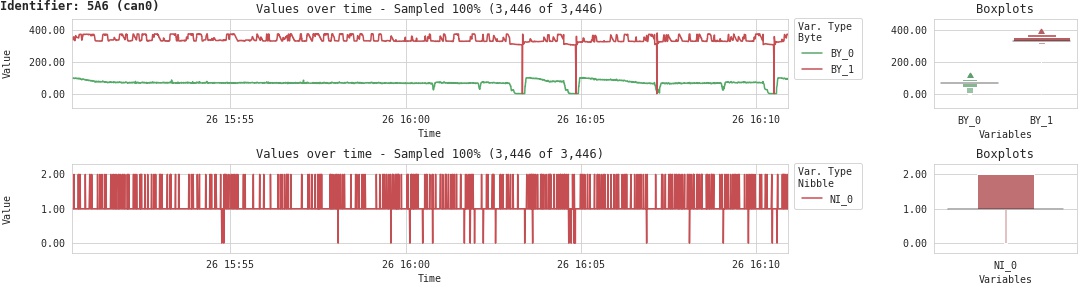 Identifier: 5A6 (can0)
Values over time - Sampled 100% (3,446 of 3,446)
Value
400.00
200.00
0.00
26 15:55
26 16:00
26 16:05
26 16:10
Time
Var. Type
Byte
BY_0
BY_1
Boxplots
400.00
200.00
0.00
BY_0
BY_1
Variables
Values over time - Sampled 100% (3,446 of 3,446)
Value
2.00
1.00
0.00
26 15:55
26 16:00
26 16:05
26 16:10
Time
Var. Type
Nibble
NI_0
Boxplots
2.00
1.00
0.00
NI_0
Variables